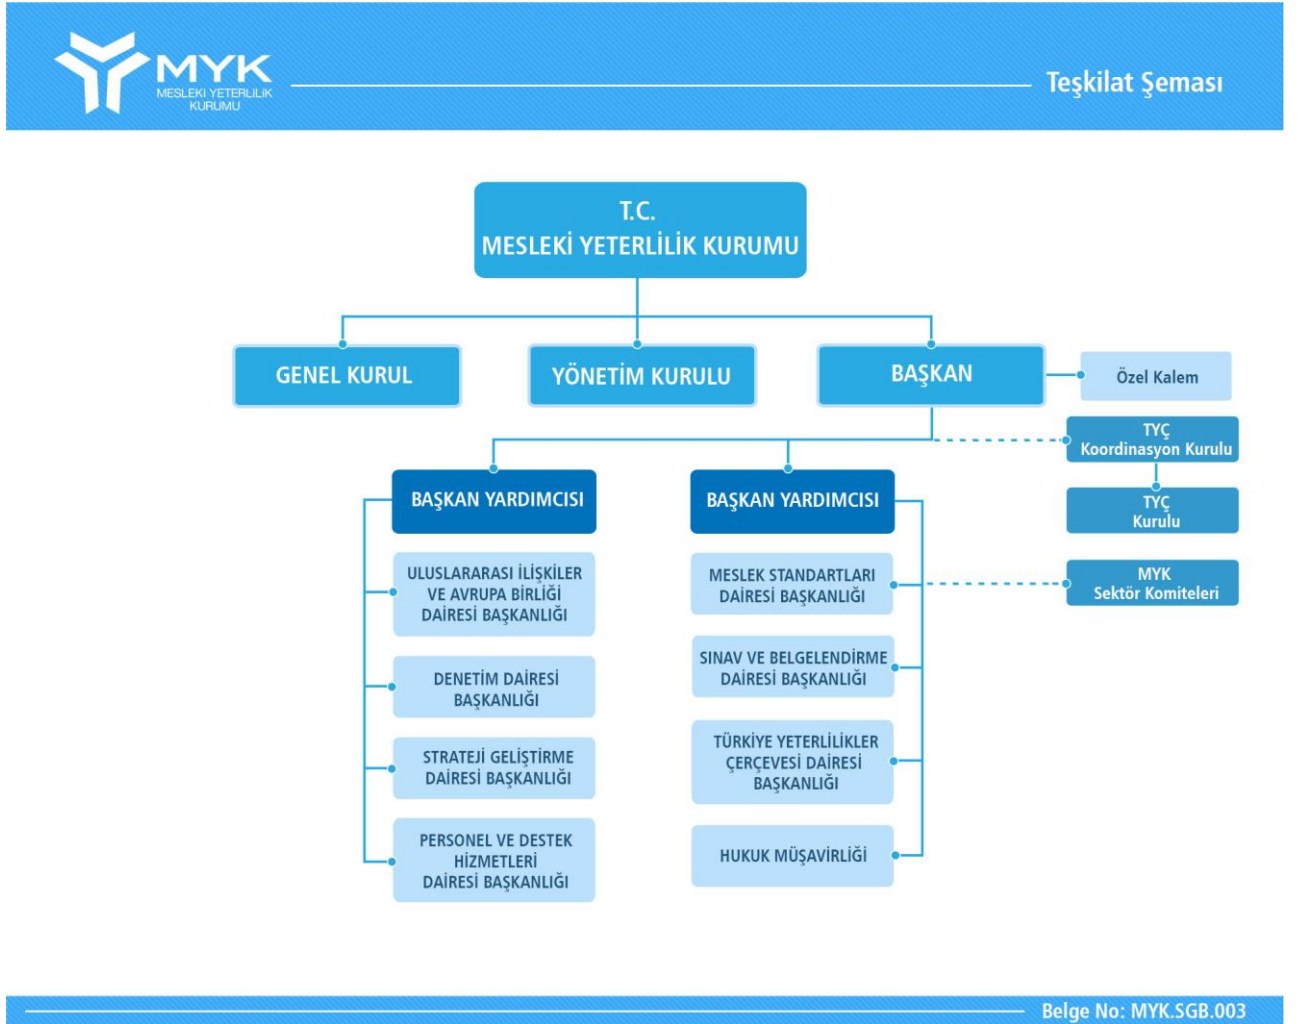 MYK
MESLEKİ YETERLİLİK
KURUMU
Teşkilat Şeması
T.C.
MESLEKİ YETERLİLİK KURUMU
GENEL KURUL
YÖNETİM KURULU
BAŞKAN
Özel Kalem
TYÇ
Koordinasyon Kurulu
TYÇ
Kurulu
MYK
Sektör Komiteleri
BAŞKAN YARDIMCISI
ULUSLARARASI İLİŞKİLER
VE AVRUPA BİRLİĞİ
DAİRESİ BAŞKANLIĞI
DENETİM DAİRESİ
BAŞKANLIĞI
STRATEJİ GELİŞTİRME
DAİRESİ BAŞKANLIĞI
PERSONEL VE DESTEK
HİZMETLERİ
DAİRESİ BAŞKANLIĞI
BAŞKAN YARDIMCISI
MESLEK STANDARTLARI
DAİRESİ BAŞKANLIĞI
SINAV VE BELGELENDİRME
DAİRESİ BAŞKANLIĞI
TÜRKİYE YETERLİLİKLER
ÇERÇEVESİ DAİRESİ
BAŞKANLIĞI
HUKUK MÜŞAVİRLİĞİ
Belge No: MYK.SGB.003